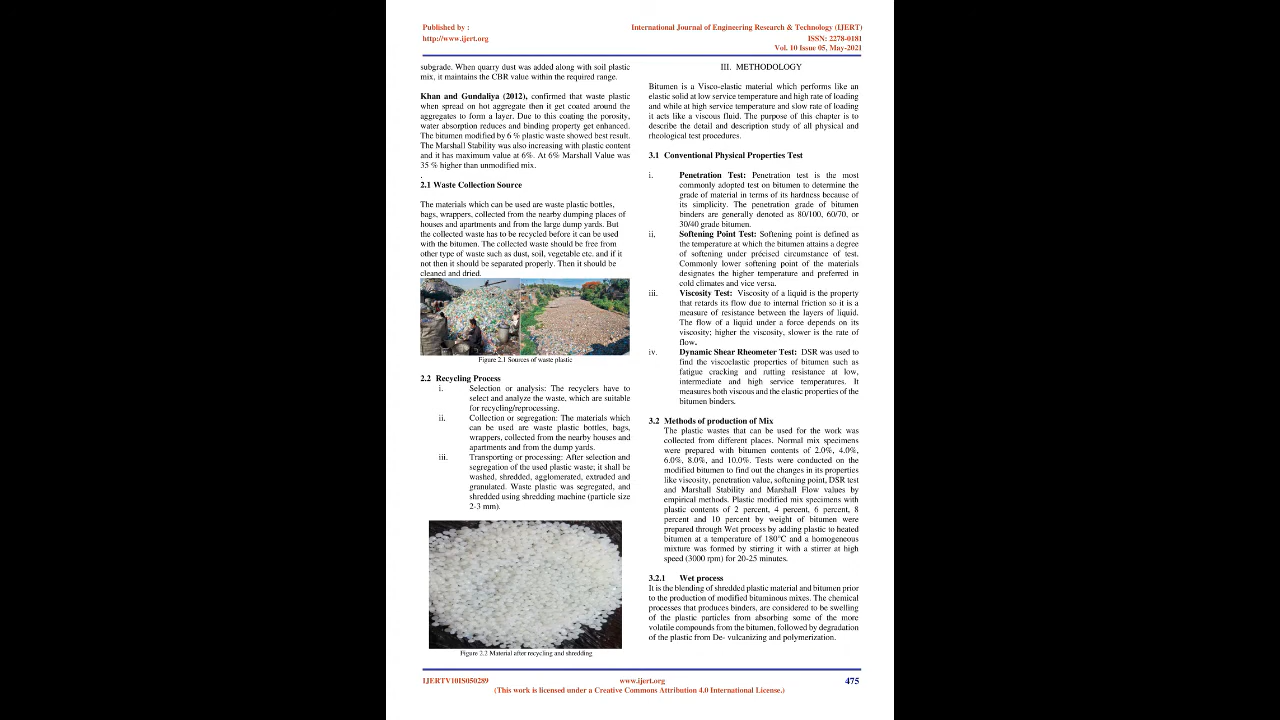 Published by :
http://www.ijert.org
International Journal of Engineering Research & Technology (IJERT)
ISSN: 2278-0181
Vol. 10 Issue 05, May-2021
subgrade. When quarry dust was added along with soil plastic
mix, it maintains the CBR value within the required range.
Khan and Gundaliya (2012), confirmed that waste plastic
when spread on hot aggregate then it get coated around the
aggregates to form a layer. Due to this coating the porosity,
water absorption reduces and binding property get enhanced.
The bitumen modified by 6 % plastic waste showed best result.
The Marshall Stability was also increasing with plastic content
and it has maximum value at 6%. At 6% Marshall Value was
35 % higher than unmodified mix.
.
2.1 Waste Collection Source
The materials which can be used are waste plastic bottles,
bags, wrappers, collected from the nearby dumping places of
houses and apartments and from the large dump yards. But
the collected waste has to be recycled before it can be used
with the bitumen. The collected waste should be free from
other type of waste such as dust, soil, vegetable etc. and if it
not then it should be separated properly. Then it should be
cleaned and dried.
Figure 2.1 Sources of waste plastic
2.2 Recycling Process
i. Selection or analysis: The recyclers have to
select and analyze the waste, which are suitable
for recycling/reprocessing.
ii. Collection or segregation: The materials which
can be used are waste plastic bottles, bags,
wrappers, collected from the nearby houses and
apartments and from the dump yards.
iii. Transporting or processing: After selection and
segregation of the used plastic waste; it shall be
washed, shredded, agglomerated, extruded and
granulated. Waste plastic was segregated, and
shredded using shredding machine (particle size
2-3 mm).
Figure 2.2 Material after recycling and shredding
III. METHODOLOGY
Bitumen is a Visco-elastic material which performs like an
elastic solid at low service temperature and high rate of loading
and while at high service temperature and slow rate of loading
it acts like a viscous fluid. The purpose of this chapter is to
describe the detail and description study of all physical and
rheological test procedures.
3.1 Conventional Physical Properties Test
i. Penetration Test: Penetration test is the most
commonly adopted test on bitumen to determine the
grade of material in terms of its hardness because of
its simplicity. The penetration grade of bitumen
binders are generally denoted as 80/100, 60/70, or
30/40 grade bitumen.
ii. Softening Point Test: Softening point is defined as
the temperature at which the bitumen attains a degree
of softening under précised circumstance of test.
Commonly lower softening point of the materials
designates the higher temperature and preferred in
cold climates and vice versa.
iii. Viscosity Test: Viscosity of a liquid is the property
that retards its flow due to internal friction so it is a
measure of resistance between the layers of liquid.
The flow of a liquid under a force depends on its
viscosity; higher the viscosity, slower is the rate of
flow.
iv. Dynamic Shear Rheometer Test: DSR was used to
find the viscoelastic properties of bitumen such as
fatigue cracking and rutting resistance at low,
intermediate and high service temperatures. It
measures both viscous and the elastic properties of the
bitumen binders.
3.2 Methods of production of Mix
The plastic wastes that can be used for the work was
collected from different places. Normal mix specimens
were prepared with bitumen contents of 2.0%, 4.0%,
6.0%, 8.0%, and 10.0%. Tests were conducted on the
modified bitumen to find out the changes in its properties
like viscosity, penetration value, softening point, DSR test
and Marshall Stability and Marshall Flow values by
empirical methods. Plastic modified mix specimens with
plastic contents of 2 percent, 4 percent, 6 percent, 8
percent and 10 percent by weight of bitumen were
prepared through Wet process by adding plastic to heated
bitumen at a temperature of 180°C and a homogeneous
mixture was formed by stirring it with a stirrer at high
speed (3000 rpm) for 20-25 minutes.
3.2.1 Wet process
It is the blending of shredded plastic material and bitumen prior
to the production of modified bituminous mixes. The chemical
processes that produces binders, are considered to be swelling
of the plastic particles from absorbing some of the more
volatile compounds from the bitumen, followed by degradation
of the plastic from De- vulcanizing and polymerization.
IJERTV10IS050289
www.ijert.org
475
(This work is licensed under a Creative Commons Attribution 4.0 International License.)